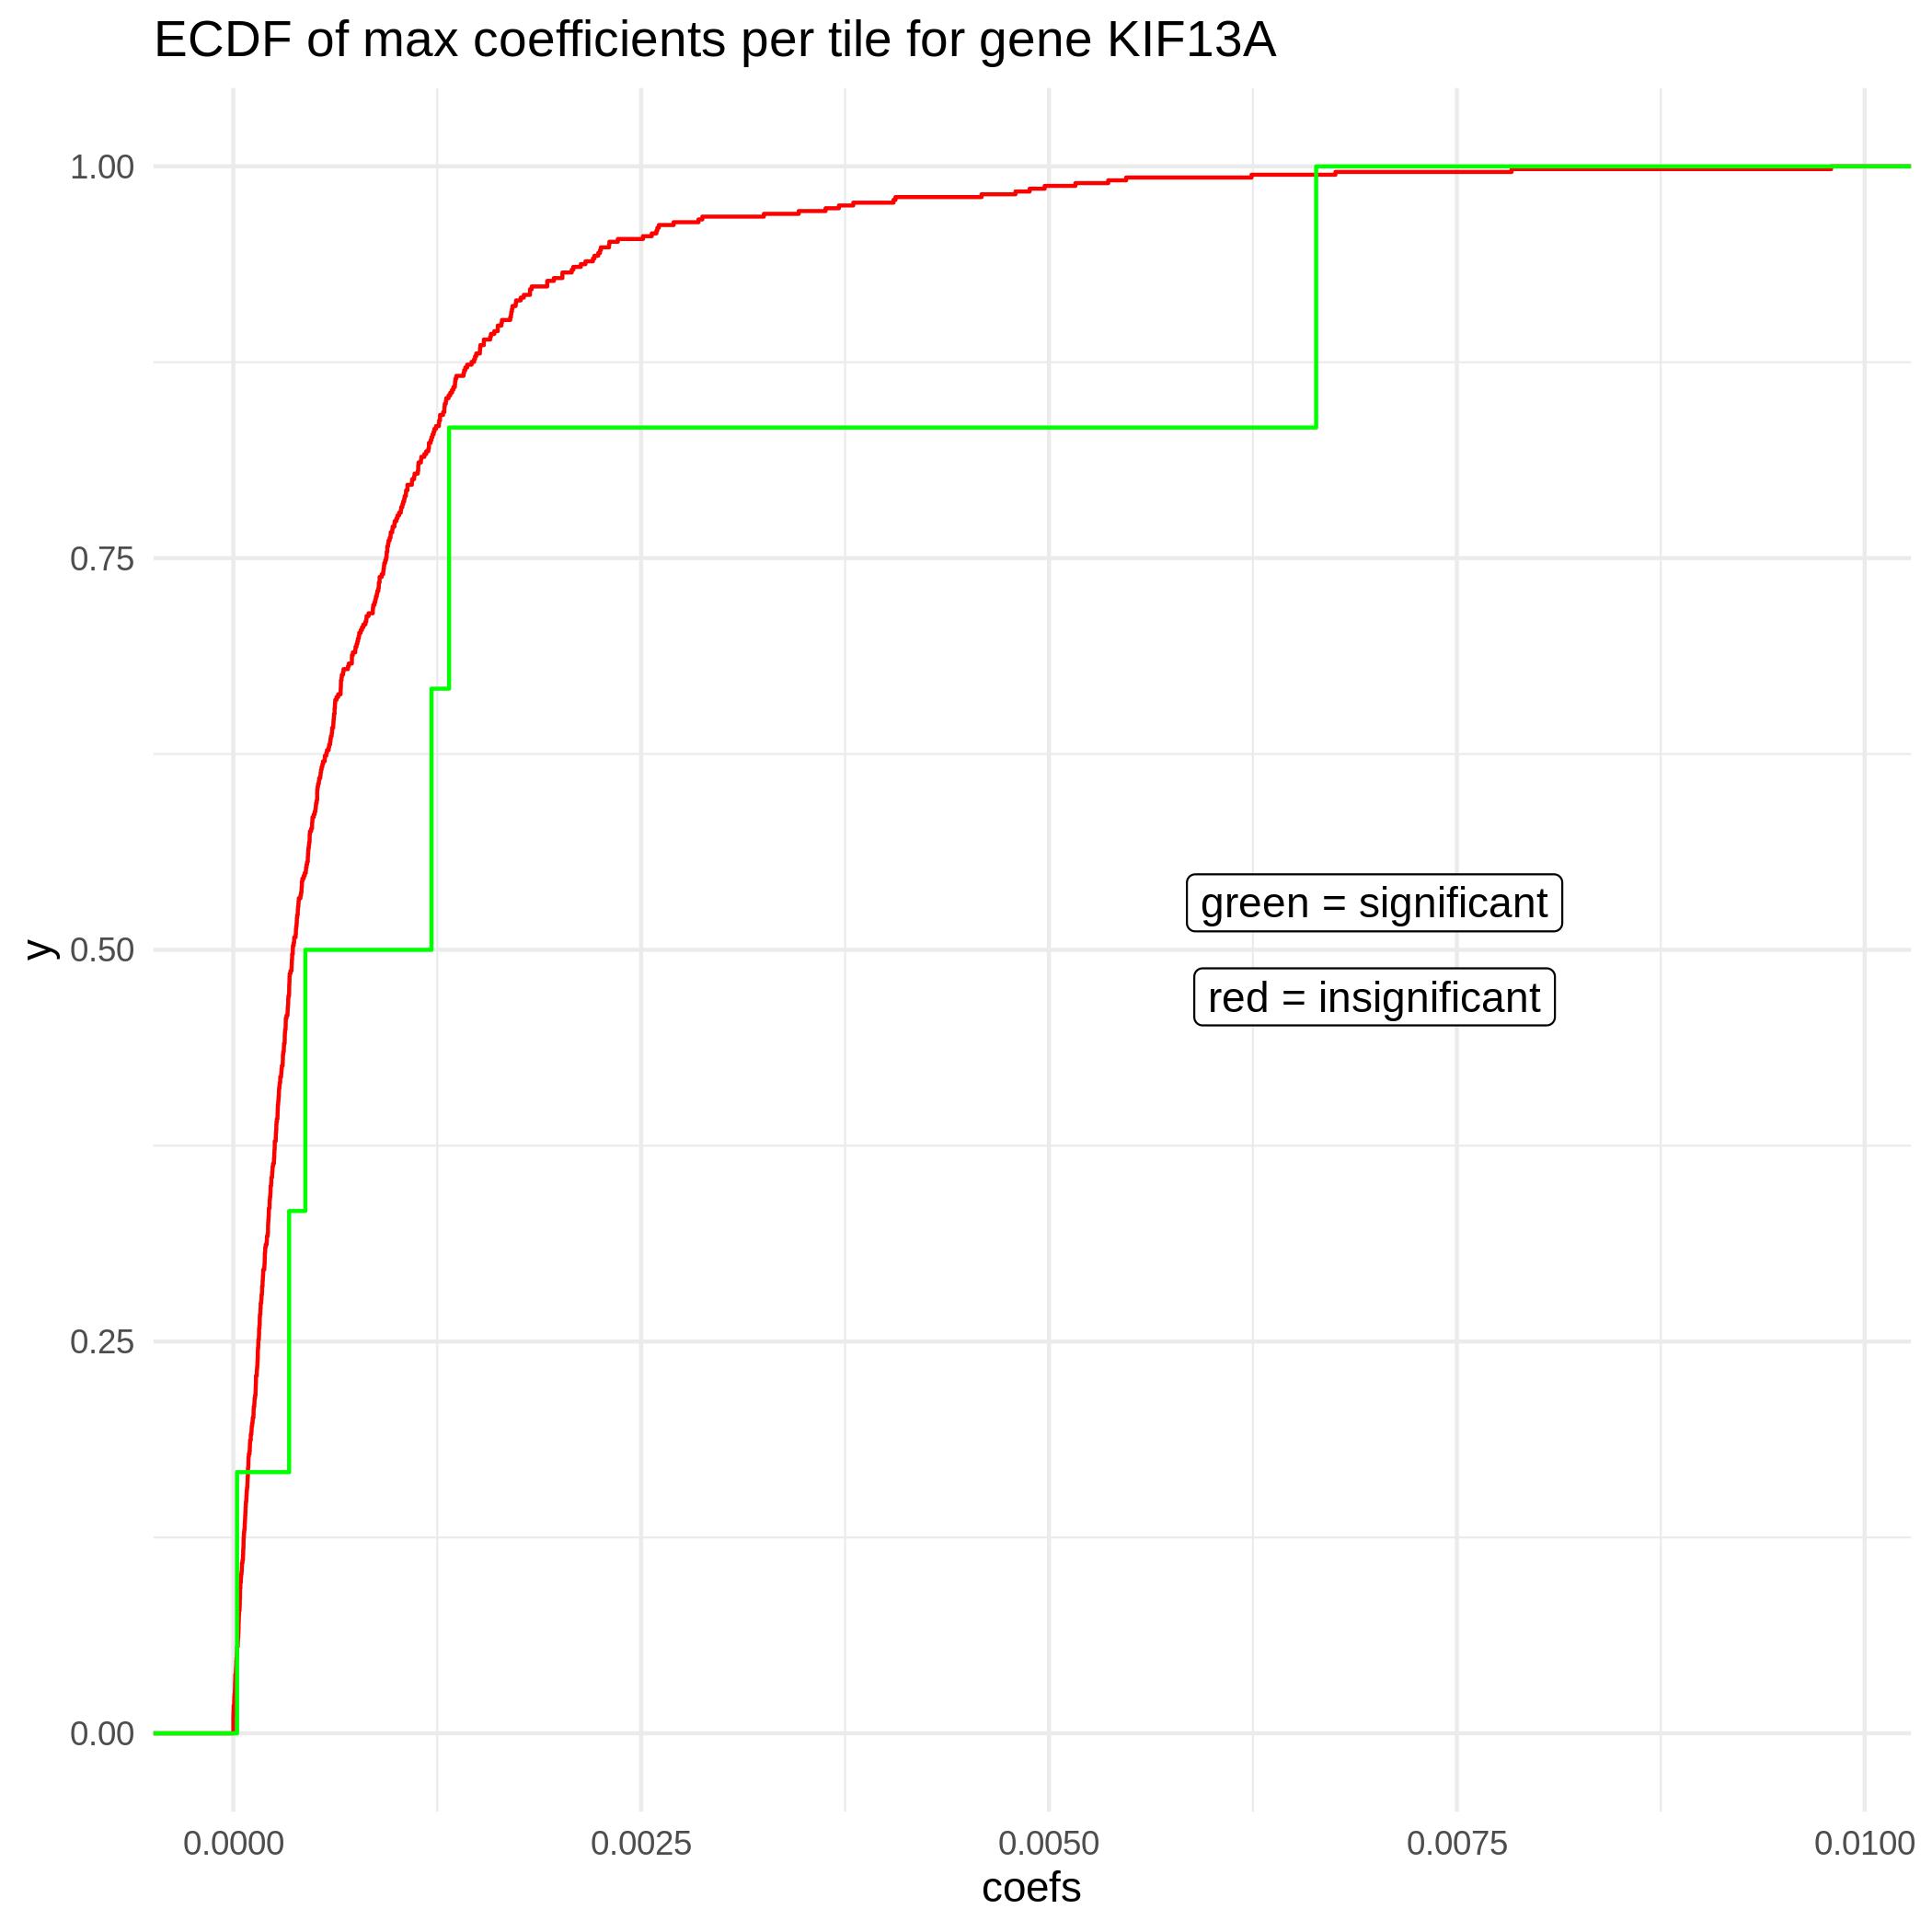 ECDF of max coefficients per tile for gene KIF13A
1.00
0.75
0.50
0.25
0.00
y
green = significant
red = insignificant
0.0000 0.0025 0.0050 0.0075 0.0100
coefs